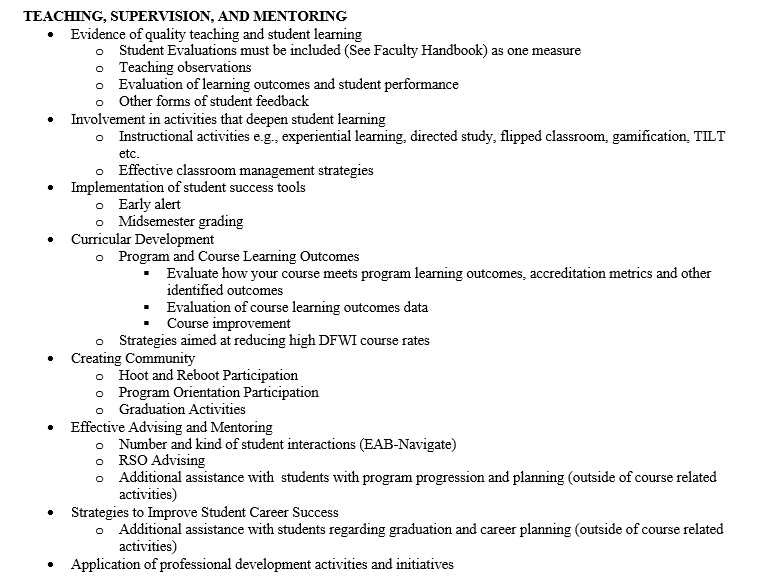 TEACHING, SUPERVISION, AND MENTORING
• Evidence of quality teaching and student learning
o Student Evaluations must be included (See Faculty Handbook) as one measure
o Teaching observations
o Evaluation of learning outcomes and student performance
o Other forms of student feedback
• Involvement in activities that deepen student learning
o Instructional activities e.g., experiential learning, directed study, flipped classroom, gamification, TILT
etc.
o Effective classroom management strategies
• Implementation of student success tools
o Early alert
o Midsemester grading
• Curricular Development
o Program and Course Learning Outcomes
▪ Evaluate how your course meets program learning outcomes, accreditation metrics and other
identified outcomes
▪ Evaluation of course learning outcomes data
▪ Course improvement
o Strategies aimed at reducing high DFWI course rates
• Creating Community
o Hoot and Reboot Participation
o Program Orientation Participation
o Graduation Activities
• Effective Advising and Mentoring
o Number and kind of student interactions (EAB-Navigate)
o RSO Advising
o Additional assistance with  students with program progression and planning (outside of course related
activities)
• Strategies to Improve Student Career Success
o Additional assistance with students regarding graduation and career planning (outside of course related
activities)
• Application of professional development activities and initiatives